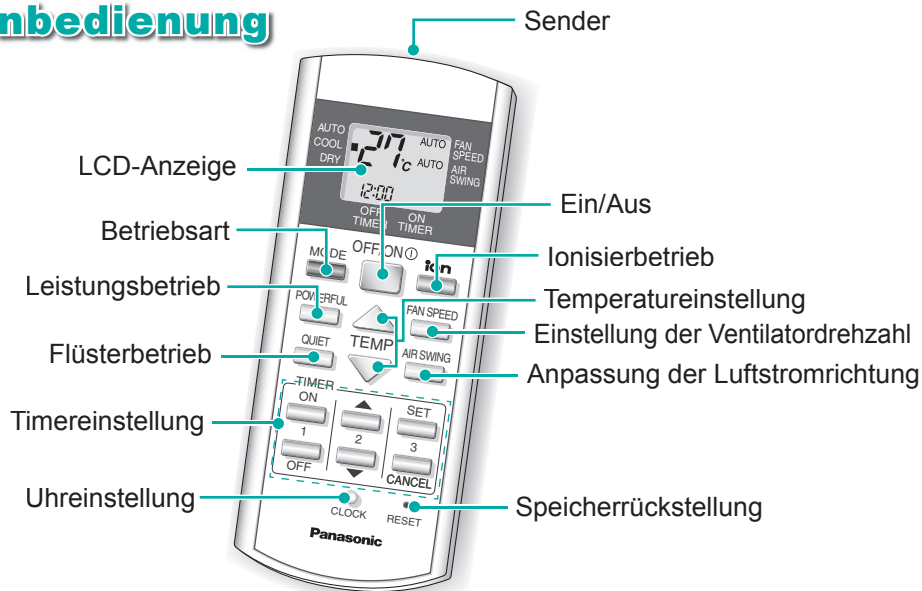 nbedienung
Sender
AUTO
COOL
DRY
27°C
AUTO
AUTO
FAN
SPEED
AIR
SWING
12:00
OFF
TIMER
ON
TIMER
LCD-Anzeige
Ein/Aus
Betriebsart
MODE
OFF/ON
ion
Ionisierbetrieb
Leistungsbetrieb
POWERFUL
TEMP
FAN SPEED
Temperatureinstellung
Einstellung der Ventilatordrehzahl
Flüsterbetrieb
QUIET
AIR SWING
Anpassung der Luftstromrichtung
TIMER
Timereinstellung
ON
1
OFF
2
SET
3
CANCEL
Uhreinstellung
CLOCK
RESET
Speicherrückstellung
Panasonic